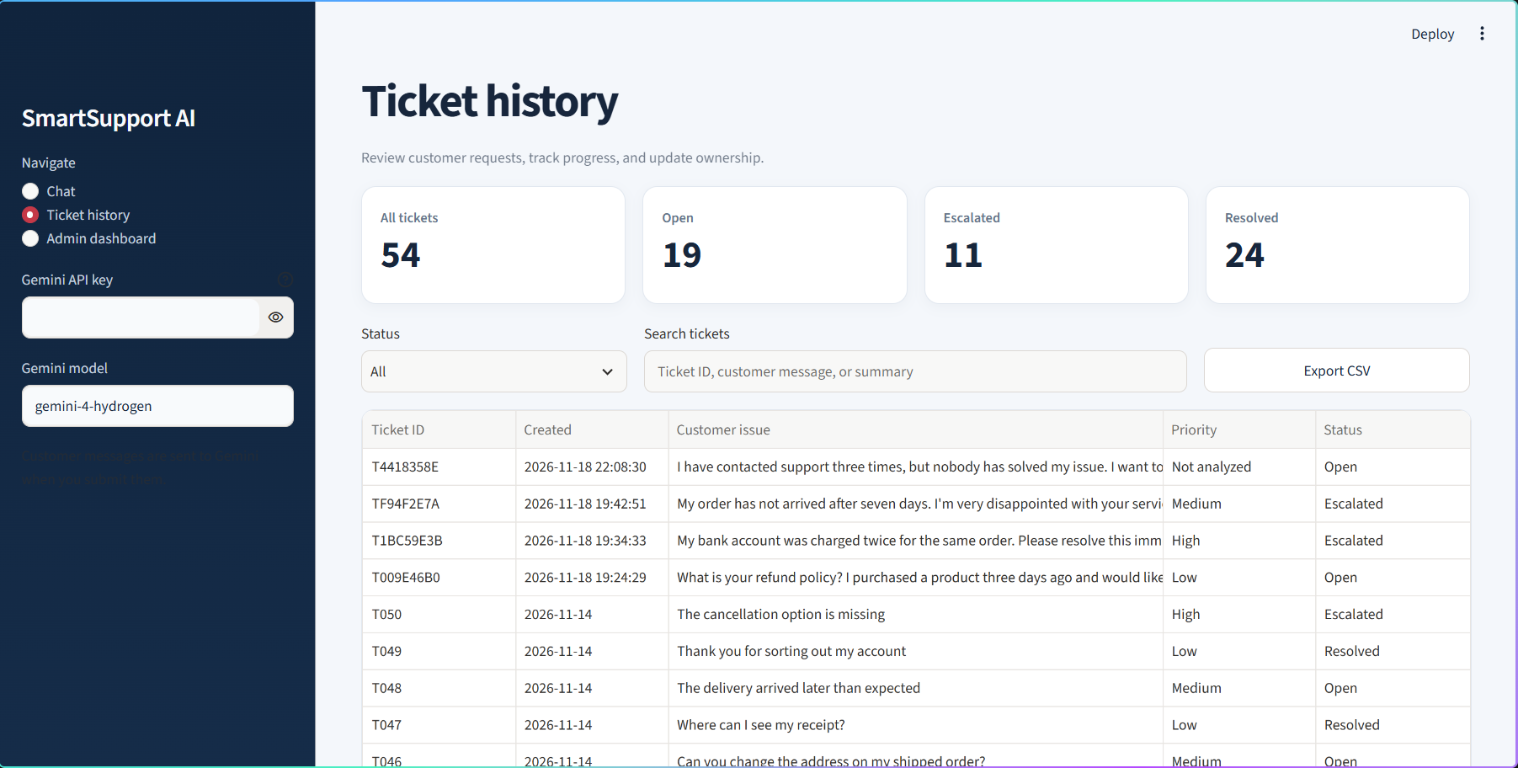 Deploy
SmartSupport AI
Navigate
Chat
Ticket history
Admin dashboard
Gemini API key
Gemini model
gemini-4-hydrogen
Ticket history
Review customer requests, track progress, and update ownership.
All tickets
54
Open
19
Escalated
11
Resolved
24
Status
All
Search tickets
Ticket ID, customer message, or summary
Export CSV
Ticket ID Created Customer issue Priority Status
T4418358E 2026-11-18 22:08:30 I have contacted support three times, but nobody has solved my issue. I want to Not analyzed Open
TF94F2E7A 2026-11-18 19:42:51 My order has not arrived after seven days. I'm very disappointed with your servi Medium Escalated
T1BC59E3B 2026-11-18 19:34:33 My bank account was charged twice for the same order. Please resolve this imm High Escalated
T009E46B0 2026-11-18 19:24:29 What is your refund policy? I purchased a product three days ago and would like Low Open
T050 2026-11-14 The cancellation option is missing High Escalated
T049 2026-11-14 Thank you for sorting out my account Low Resolved
T048 2026-11-14 The delivery arrived later than expected Medium Open
T047 2026-11-14 Where can I see my receipt? Low Resolved
T046 2026-11-14 Can you change the address on my shipped order? Medium Open